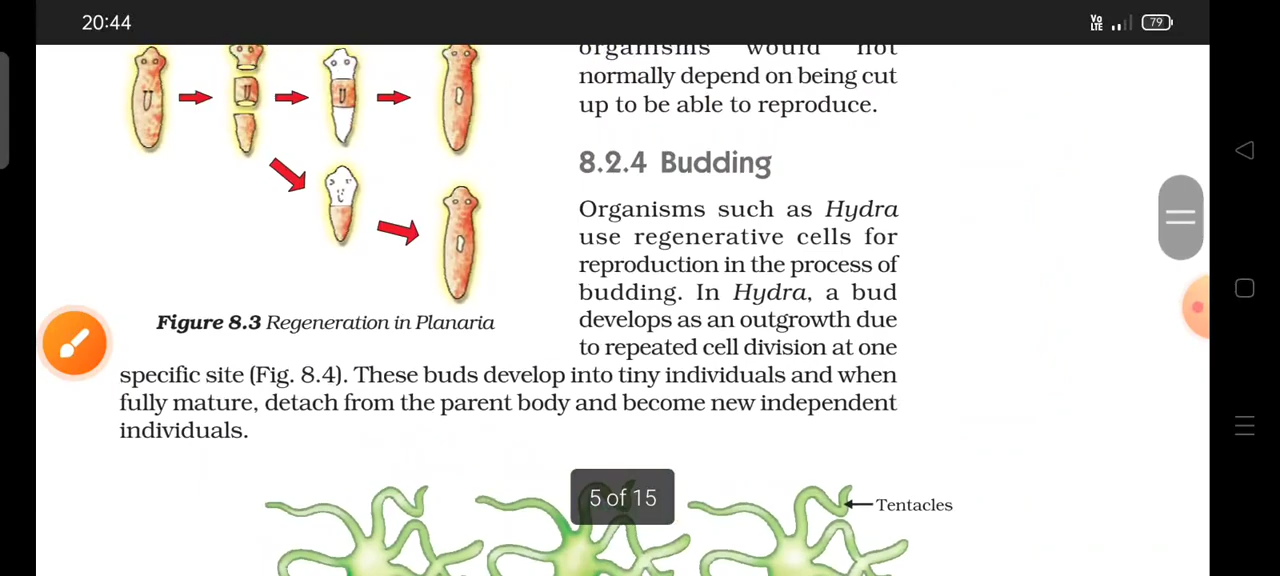 20:44
Vo
LTE
79
organisms would not
normally depend on being cut
up to be able to reproduce.
8.2.4 Budding
Organisms such as Hydra
use regenerative cells for
reproduction in the process of
budding. In Hydra, a bud
develops as an outgrowth due
to repeated cell division at one
Figure 8.3 Regeneration in Planaria
specific site (Fig. 8.4). These buds develop into tiny individuals and when
fully mature, detach from the parent body and become new independent
individuals.
5 of 15
Tentacles